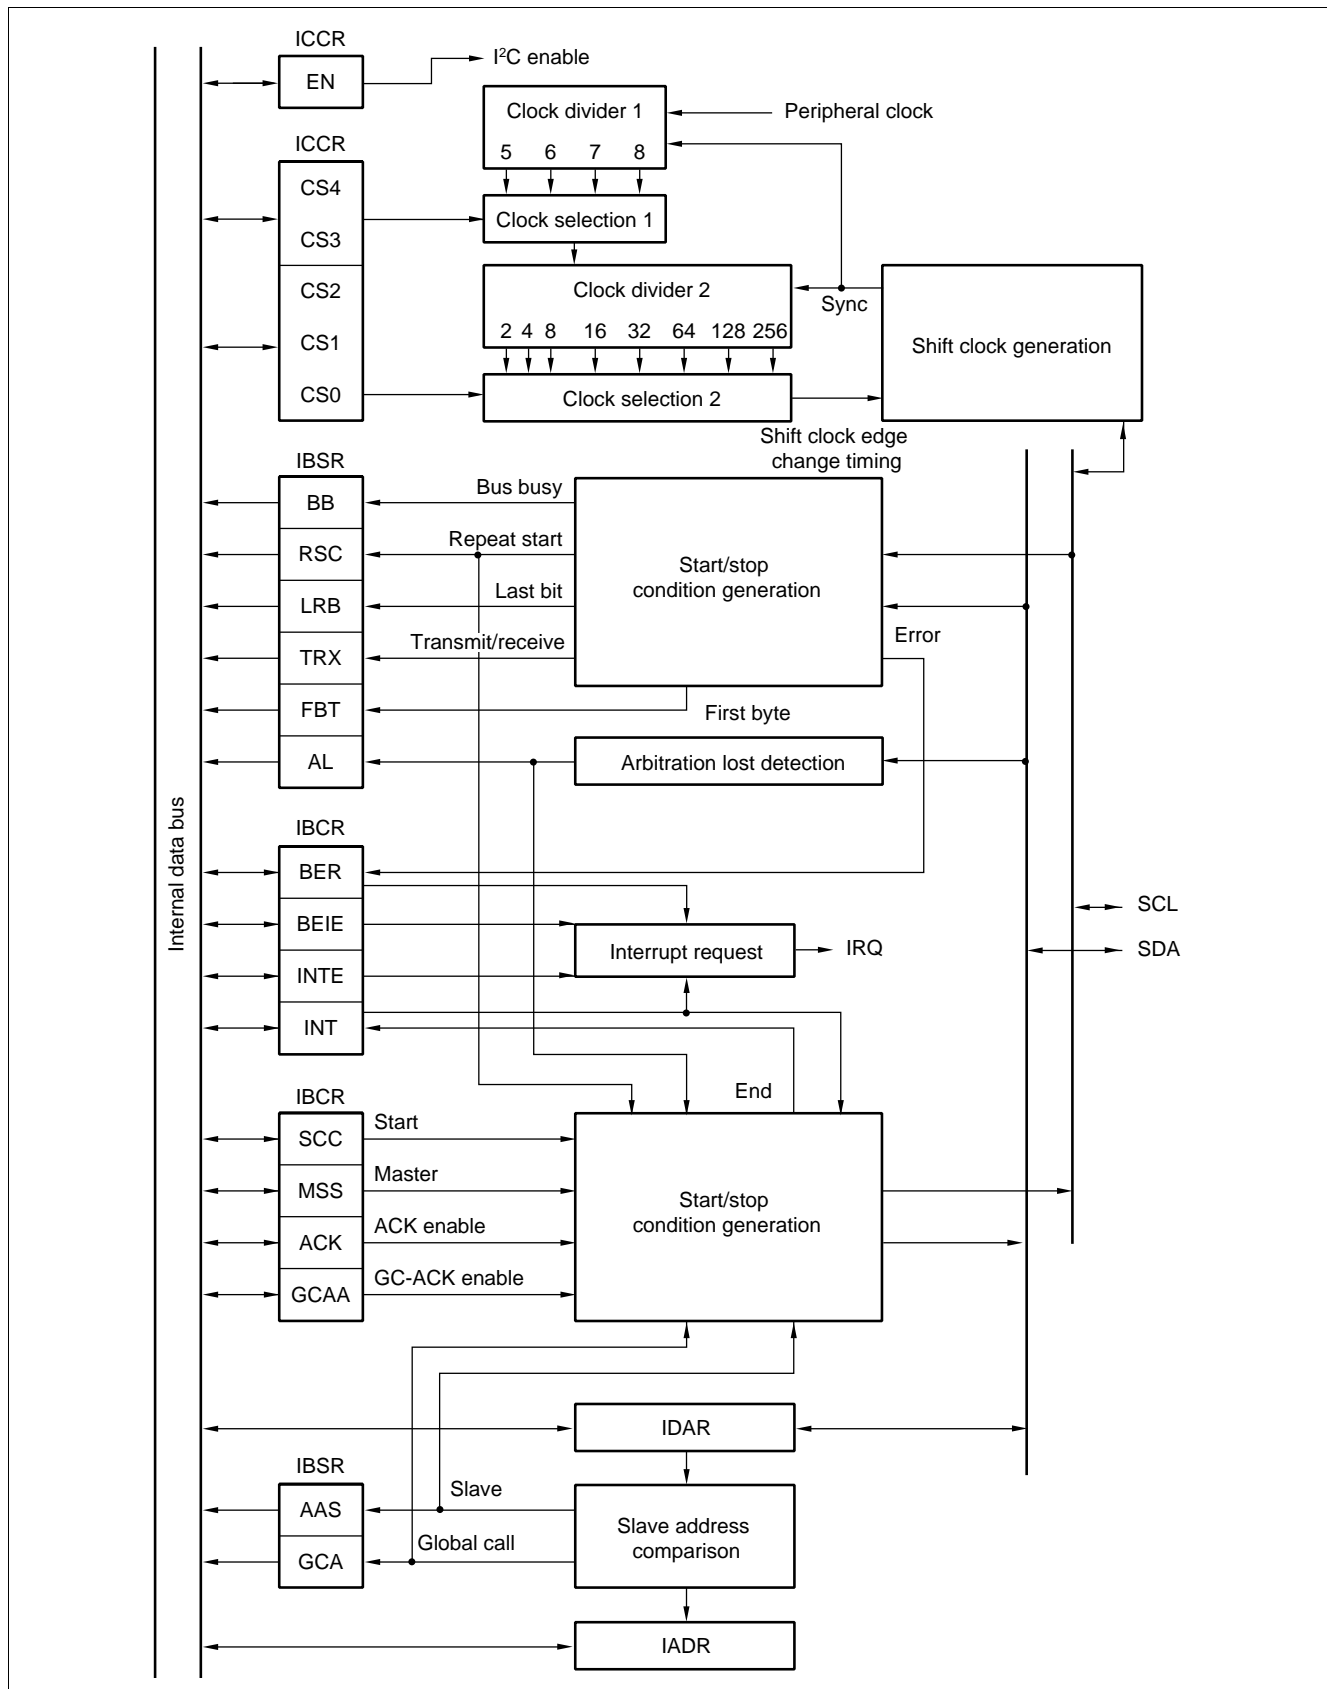 ICCR
EN
I²C enable
Clock divider 1
5 6 7 8
Peripheral clock
ICCR
CS4
CS3
CS2
CS1
CS0
Clock selection 1
Clock divider 2
2 4 8 16 32 64 128 256
Sync
Shift clock generation
Clock selection 2
Shift clock edge
change timing
IBSR
BB
RSC
LRB
TRX
FBT
AL
Bus busy
Repeat start
Last bit
Transmit/receive
Start/stop
condition generation
Error
First byte
Arbitration lost detection
Internal data bus
IBCR
BER
BEIE
INTE
INT
Interrupt request
IRQ
SCL
SDA
End
IBCR
SCC
MSS
ACK
GCAA
Start
Master
ACK enable
GC-ACK enable
Start/stop
condition generation
IDAR
IBSR
AAS
GCA
Slave
Global call
Slave address
comparison
IADR